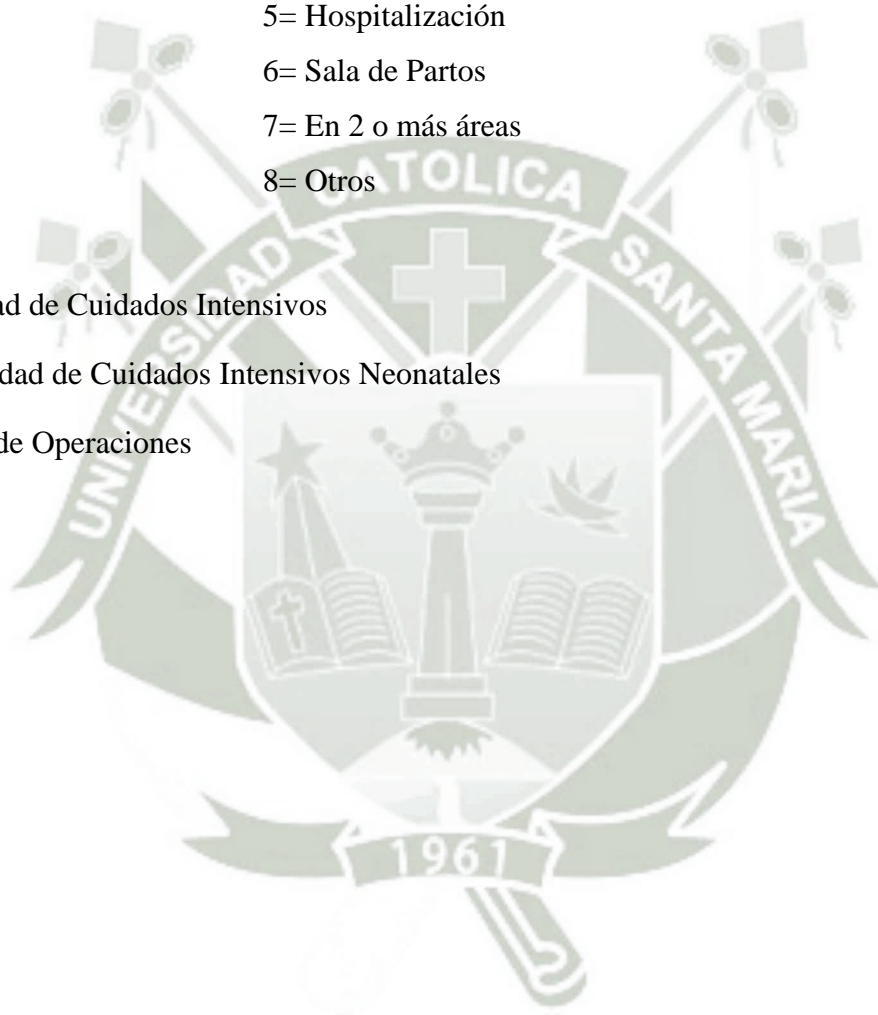 5= Hospitalización
6= Sala de Partos
7= En 2 o más áreas
8= Otros
ad de Cuidados Intensivos
dad de Cuidados Intensivos Neonatales
de Operaciones
UNIVERSIDAD CATOLICA SANTA MARIA
1961